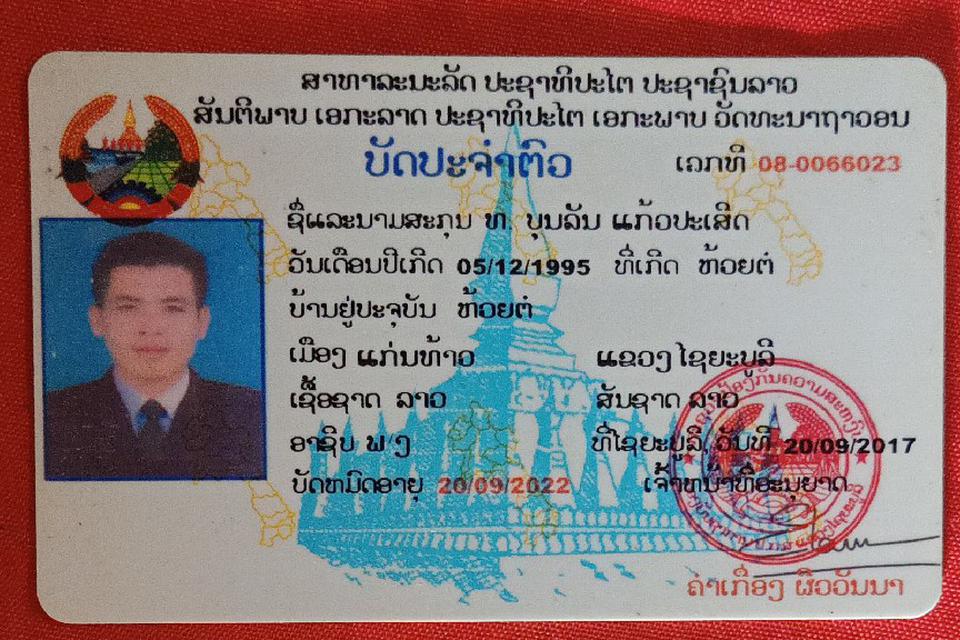 ສາທາລະນະລັດ ປະຊາທິປະໄຕ ປະຊາຊົນລາວ
ສັນຕິພາບ ເອກະລາດ ປະຊາທິປະໄຕ ເອກະພາບ ວັດທະນາຖາວອນ
ບັດປະຈຳຕົວ ເລກທີ 08-0066023
ຊື່ແລະນາມສະກຸນ ທ. ບຸນລັນ ແກ້ວປະເສີດ
ວັນເດືອນປີເກີດ 05/12/1995 ທີ່ເກີດ ຫ້ອຍຕໍ່
ບ້ານຢູ່ປະຈຸບັນ ຫ້ອຍຕໍ່
ເມືອງ ແກ່ນທ້າວ ແຂວງ ໄຊຍະບູລີ
ເຊື້ອຊາດ ລາວ ສັນຊາດ ລາວ
ອາຊິບ ພ ງ ທີ່ໄຊຍະບູລີ, ວັນທີ 20/09/2017
ບັດຫມົດອາຍຸ 20/09/2022 ເຈົ້າຫນ້າທີ່ອະນຸຍາດ
ຄຳເກື່ອງ ຜິວວັນນາ